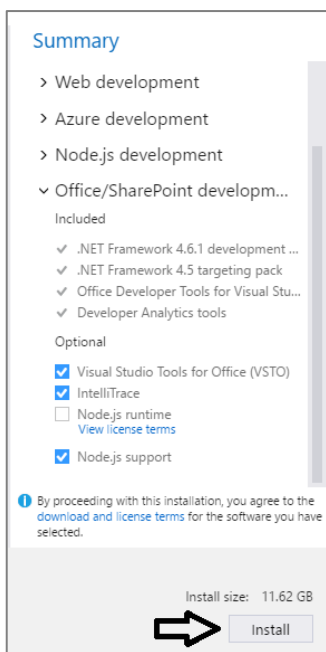 Summary
Web development
Azure development
Node.js development
Office/SharePoint developm...
Included
.NET Framework 4.6.1 development ...
.NET Framework 4.5 targeting pack
Office Developer Tools for Visual Stu...
Developer Analytics tools
Optional
Visual Studio Tools for Office (VSTO)
IntelliTrace
Node.js runtime
View license terms
Node.js support
By proceeding with this installation, you agree to the
download and license terms for the software you have
selected.
Install size: 11.62 GB
Install